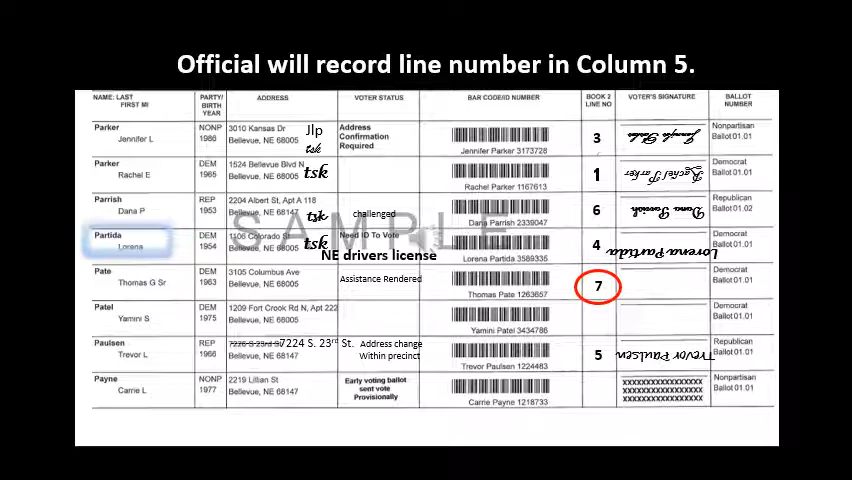 Official will record line number in Column 5.
NAME: LAST FIRST MI PARTY/ BIRTH YEAR ADDRESS VOTER STATUS BAR CODE/ID NUMBER BOOK 2 LINE NO VOTER'S SIGNATURE BALLOT NUMBER
Parker NONP 3010 Kansas Dr Jlp Address Nonpartisan
Jennifer L 1986 Bellevue, NE 68005 Confirmation 3 Jennifer Parker Ballot 01.01
tsk Required Jennifer Parker 3173728
Parker DEM 1524 Bellevue Blvd N Democrat
Rachel E 1965 Bellevue, NE 68005 tsk 1 Rachel Parker Ballot 01.01
Rachel Parker 1167613
Parrish REP 2204 Albert St, Apt A 118 Republican
Dana P 1953 Bellevue, NE 68147 tsk challenged 6 Dana Parrish Ballot 01.02
Dana Parrish 2339047
SAMPLE
Partida DEM 1106 Colorado St Need ID To Vote Democrat
Lorena 1954 Bellevue, NE 68005 tsk 4 Lorena Partida Ballot 01.01
NE drivers license Lorena Partida 3589335
Pate DEM 3105 Columbus Ave Assistance Rendered Democrat
Thomas G Sr 1963 Bellevue, NE 68005 7 Ballot 01.01
Thomas Pate 1263657
Patel DEM 1209 Fort Crook Rd N, Apt 222 Democrat
Yamini S 1975 Bellevue, NE 68005 Ballot 01.01
Yamini Patel 3434786
Paulsen REP 7226 S 23rd St 7224 S. 23rd St. Address change Republican
Trevor L 1966 Bellevue, NE 68147 Within precinct 5 Trevor Paulsen Ballot 01.01
Trevor Paulsen 1224483
Payne NONP 2219 Lillian St Early voting ballot XXXXXXXXXXXXXXXX Nonpartisan
Carrie L 1977 Bellevue, NE 68147 sent vote XXXXXXXXXXXXXXXX Ballot 01.01
Provisionally Carrie Payne 1218733 XXXXXXXXXXXXXXXX